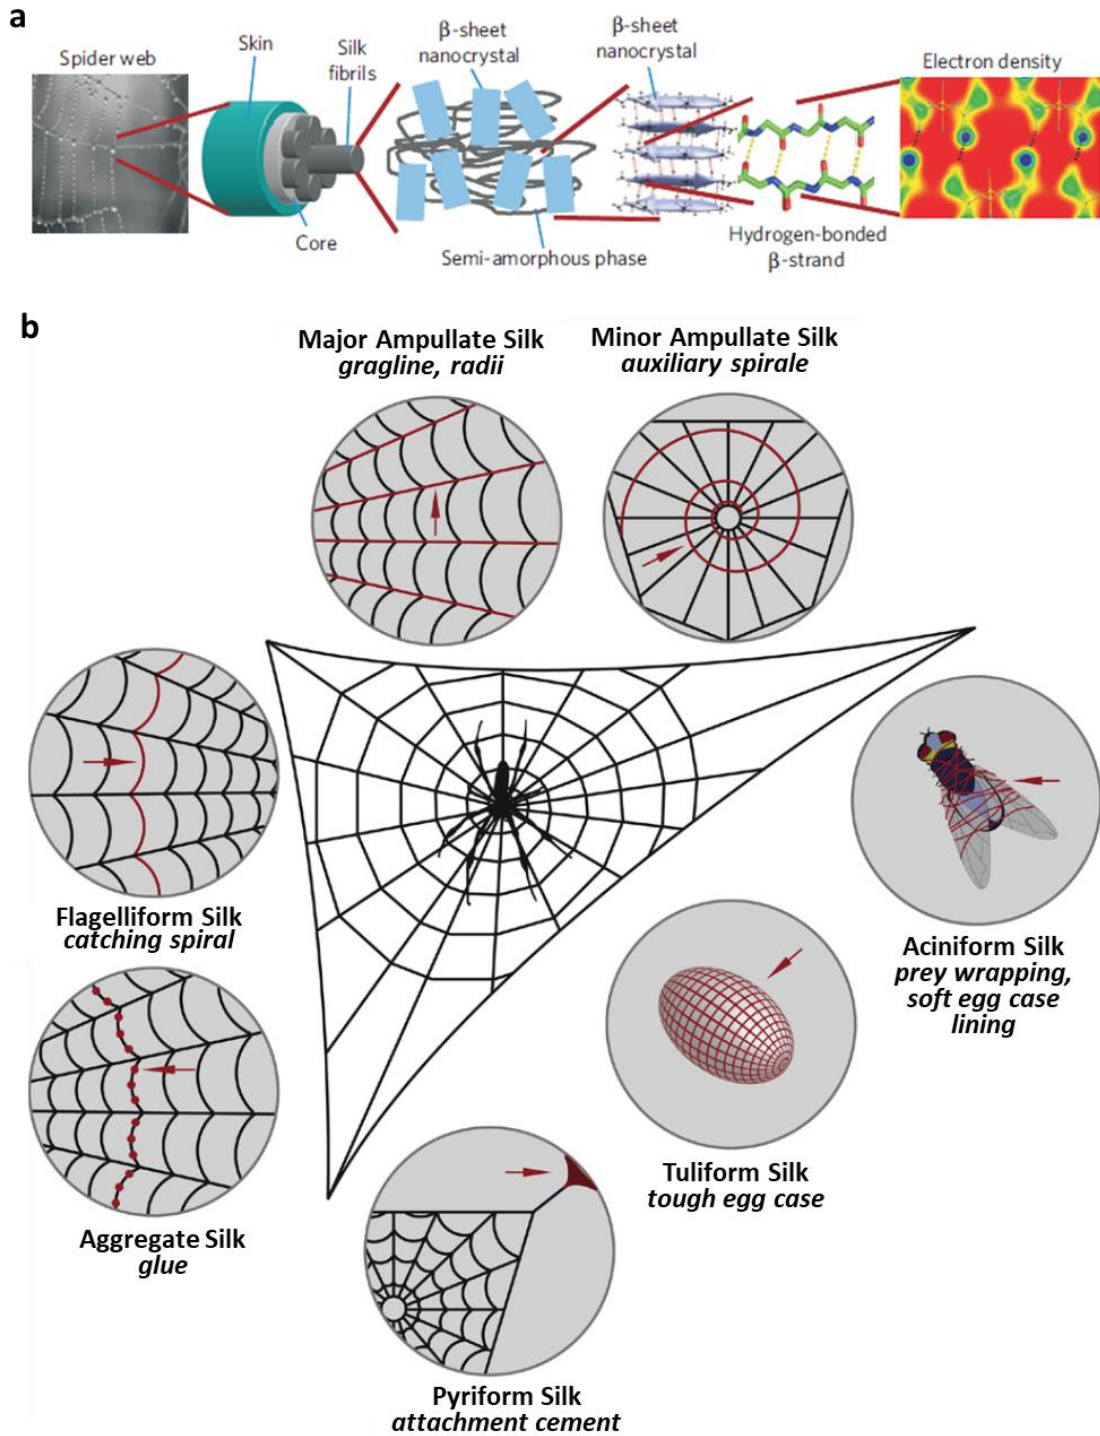 a
Spider web
Skin
Silk
fibrils
β-sheet
nanocrystal
β-sheet
nanocrystal
Electron density
Core
Semi-amorphous phase
Hydrogen-bonded
β-strand
b
Major Ampullate Silk
gragline, radii
Minor Ampullate Silk
auxiliary spirale
Flagelliform Silk
catching spiral
Aciniform Silk
prey wrapping,
soft egg case
lining
Aggregate Silk
glue
Tuliform Silk
tough egg case
Pyriform Silk
attachment cement